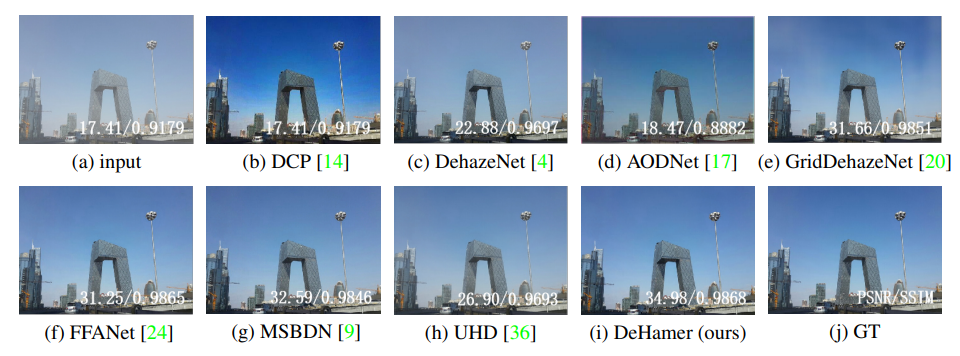 17.41/0.9179 17.41/0.9179 22.88/0.9697 18.47/0.8882 31.66/0.9851
(a) input (b) DCP [14] (c) DehazeNet [4] (d) AODNet [17] (e) GridDehazeNet [20]
31.25/0.9865 32.59/0.9846 26.90/0.9693 34.98/0.9868 PSNR/SSIM
(f) FFANet [24] (g) MSBDN [9] (h) UHD [36] (i) DeHamer (ours) (j) GT